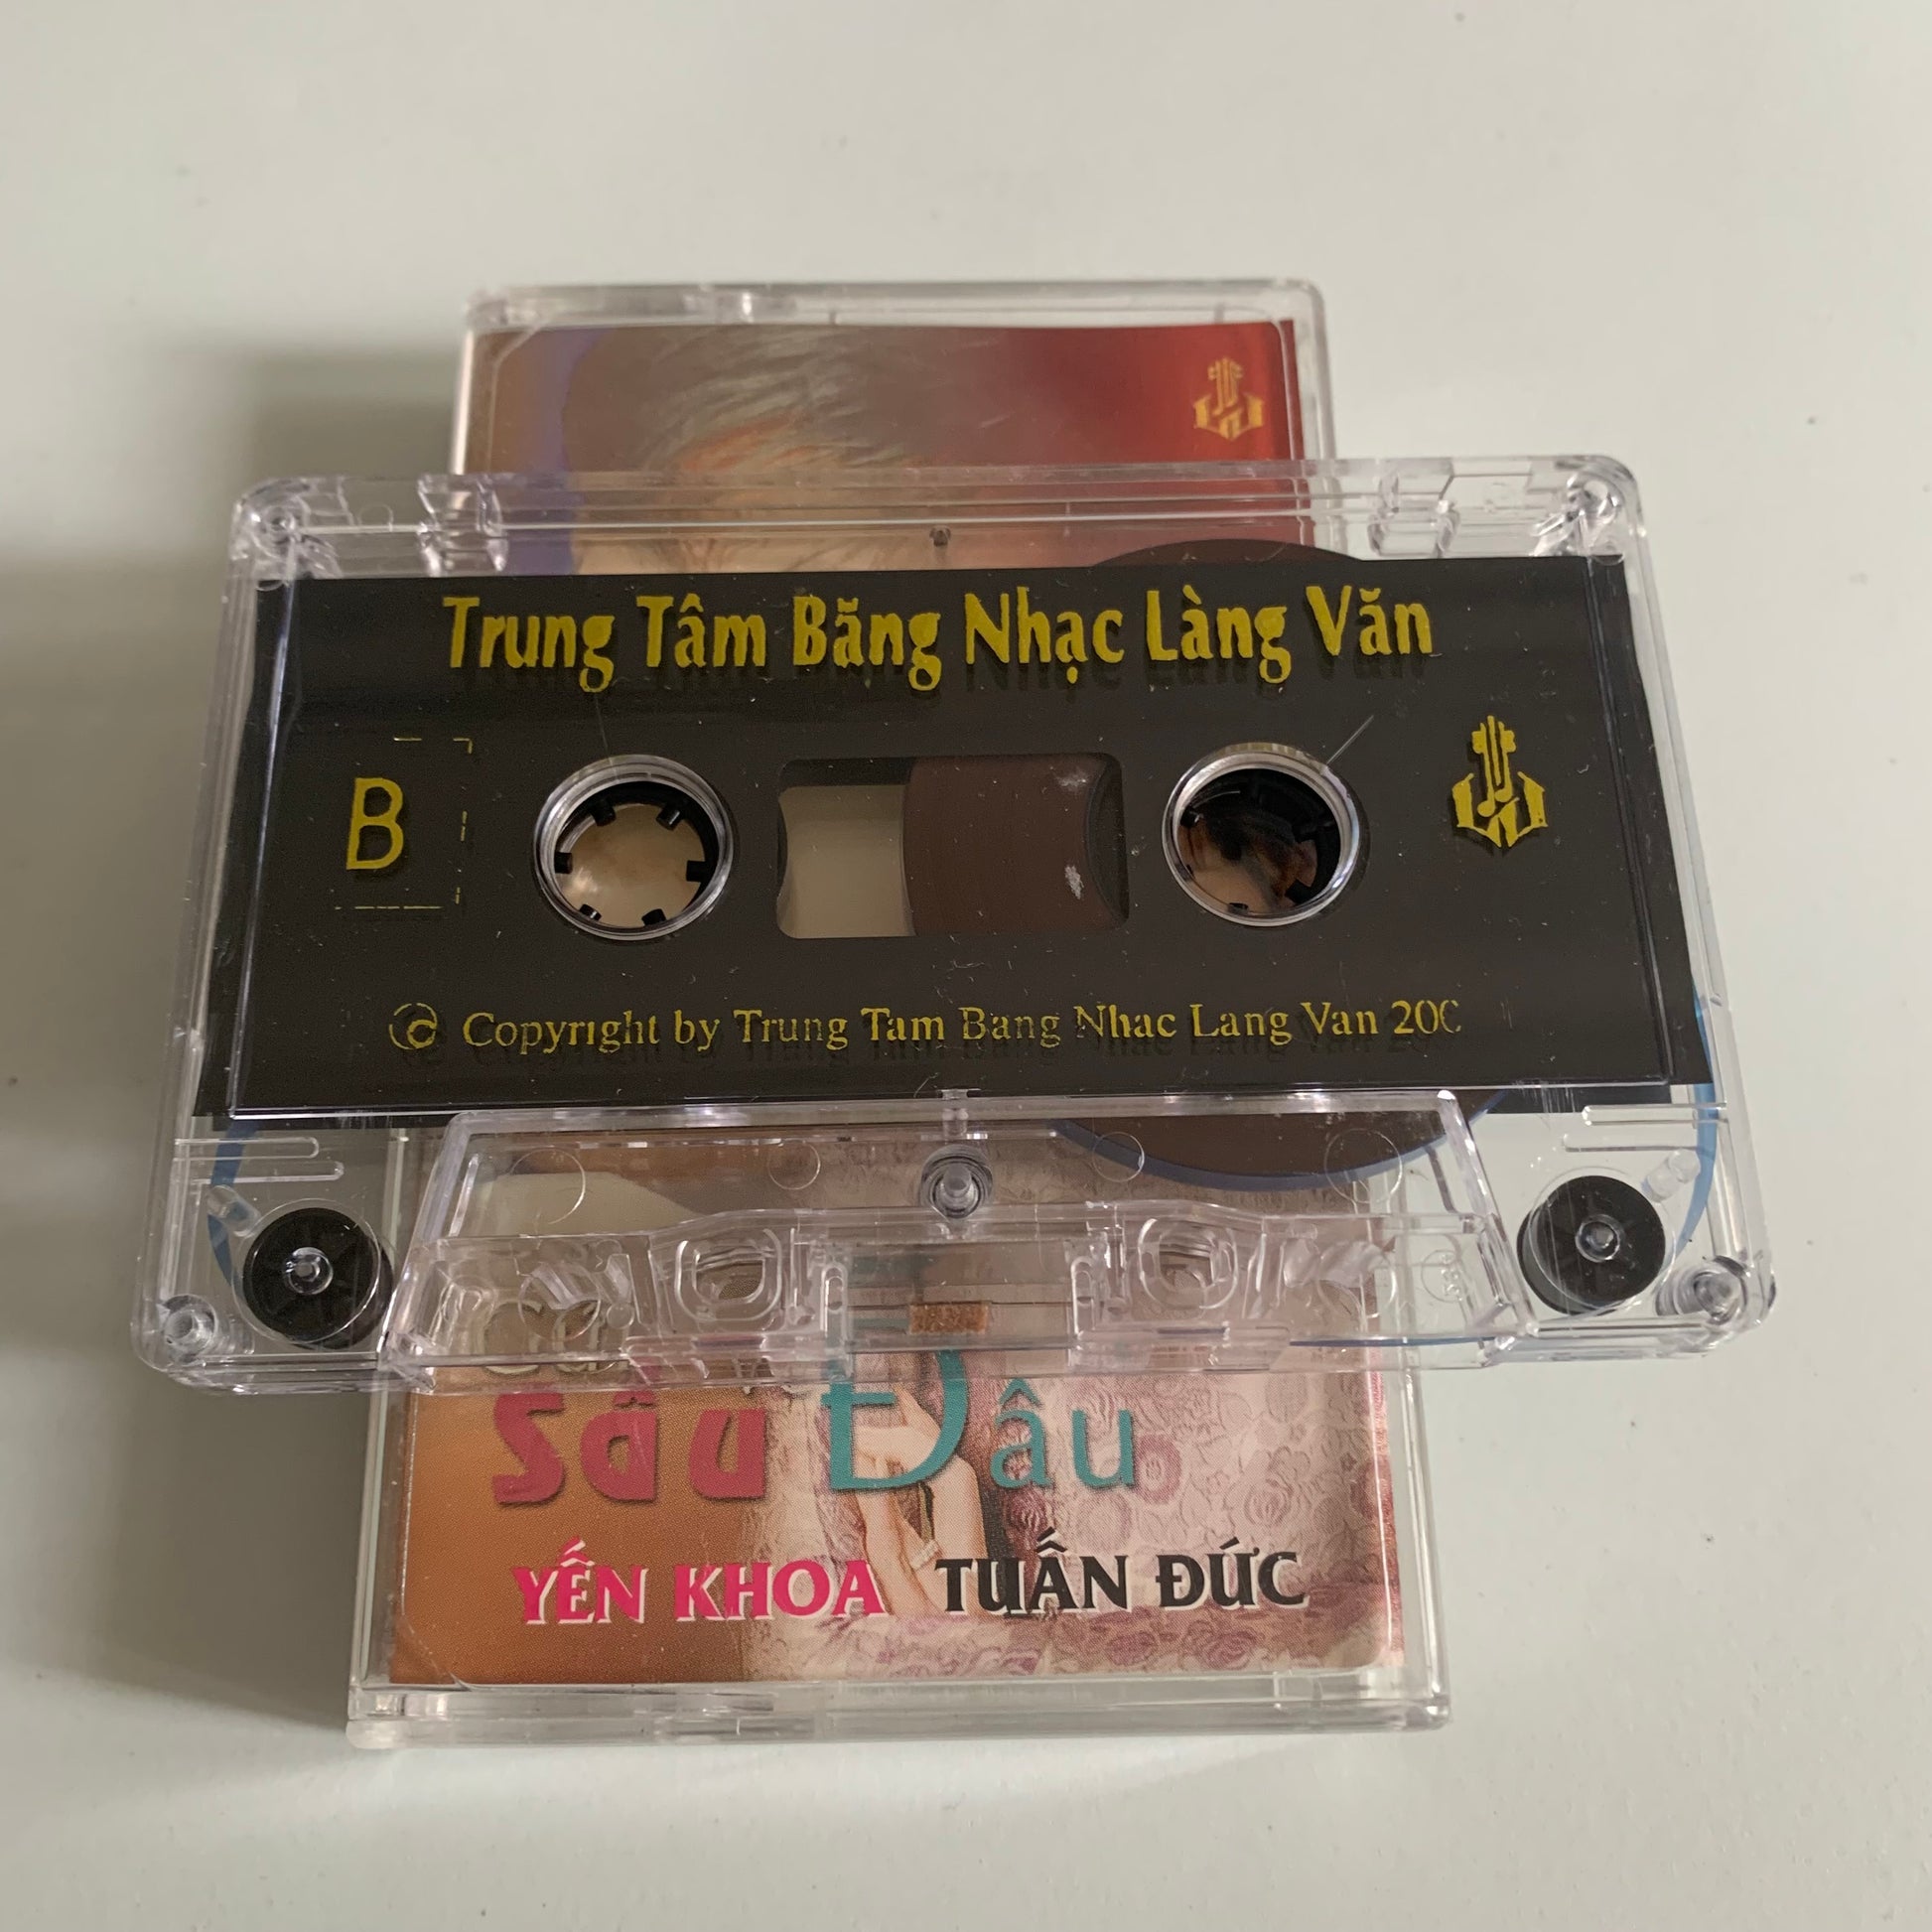 Trung Tâm Băng Nhạc Làng Văn
B
© Copyright by Trung Tam Bang Nhac Lang Van 200
Sầu Đâu
YẾN KHOA TUẤN ĐỨC